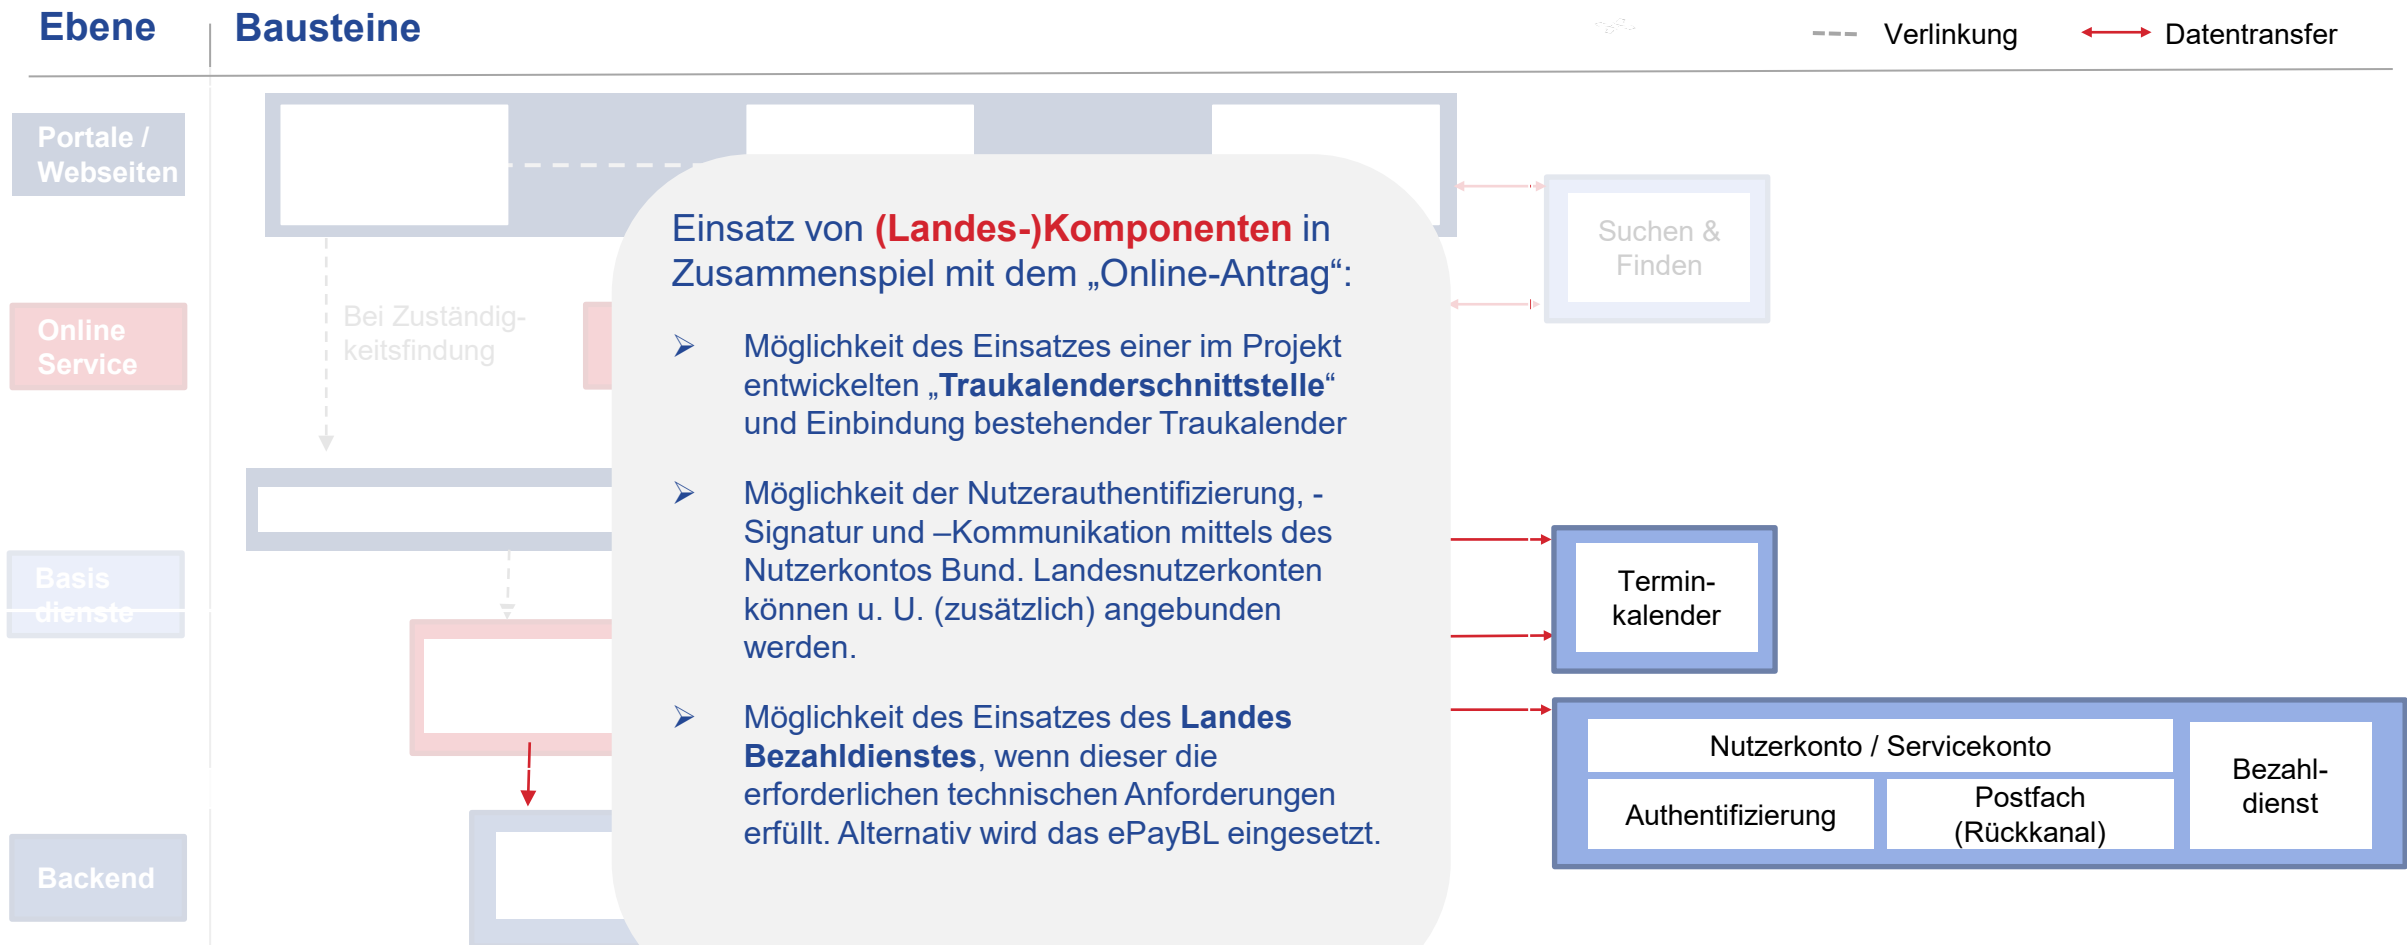 Ebene
Bausteine
Verlinkung
Datentransfer
Portale /
Webseiten
Suchen &
Finden
Online
Service
Bei Zuständig-
keitsfindung
Einsatz von (Landes-)Komponenten in
Zusammenspiel mit dem „Online-Antrag“:
➢ Möglichkeit des Einsatzes einer im Projekt
entwickelten „Traukalenderschnittstelle“
und Einbindung bestehender Traukalender
➢ Möglichkeit der Nutzerauthentifizierung, -
Signatur und –Kommunikation mittels des
Nutzerkontos Bund. Landesnutzerkonten
können u. U. (zusätzlich) angebunden
werden.
➢ Möglichkeit des Einsatzes des Landes
Bezahldienstes, wenn dieser die
erforderlichen technischen Anforderungen
erfüllt. Alternativ wird das ePayBL eingesetzt.
Basis
dienste
Termin-
kalender
Nutzerkonto / Servicekonto
Authentifizierung
Postfach
(Rückkanal)
Bezahl-
dienst
Backend